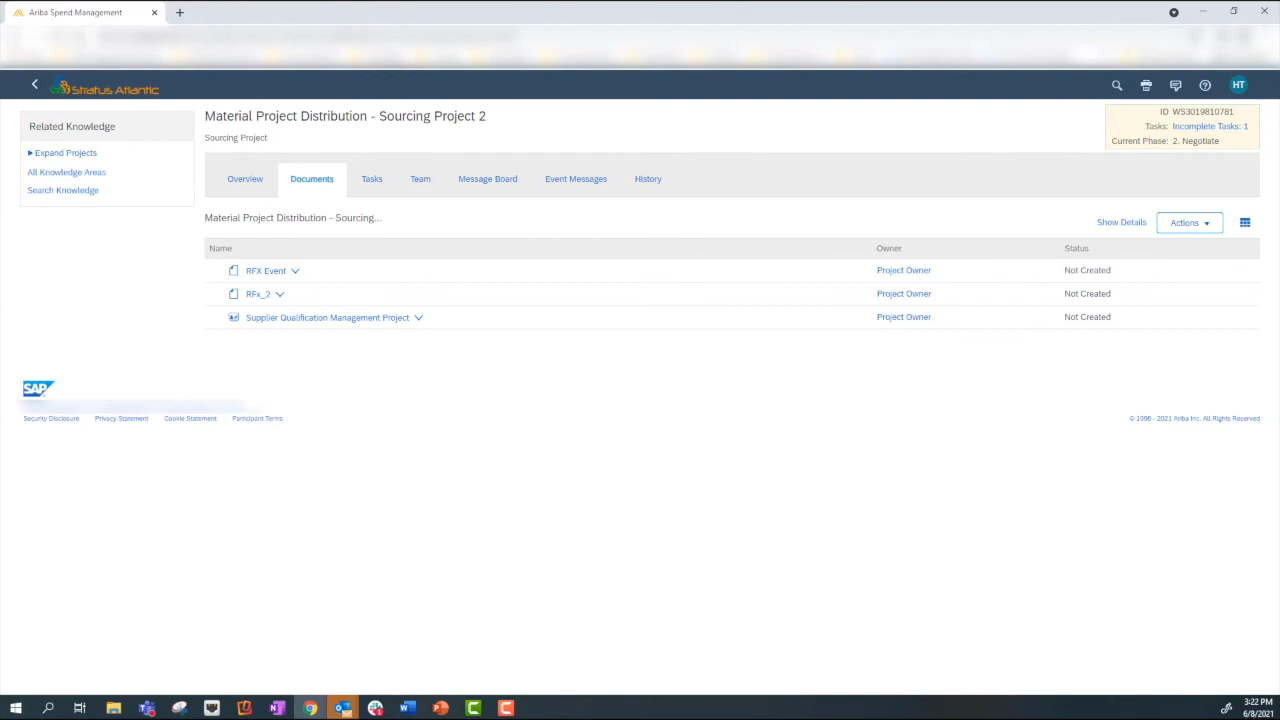 Ariba Spend Management
Stratus Atlantic
HT
Related Knowledge
Expand Projects
All Knowledge Areas
Search Knowledge
Material Project Distribution - Sourcing Project 2
Sourcing Project
ID WS3019810781
Tasks: Incomplete Tasks: 1
Current Phase: 2. Negotiate
Overview Documents Tasks Team Message Board Event Messages History
Material Project Distribution - Sourcing...
Show Details Actions
Name Owner Status
RFX Event Project Owner Not Created
RFx_2 Project Owner Not Created
Supplier Qualification Management Project Project Owner Not Created
SAP
Security Disclosure Privacy Statement Cookie Statement Participant Terms
© 1996 - 2021 Ariba Inc. All Rights Reserved
3:22 PM
6/8/2021